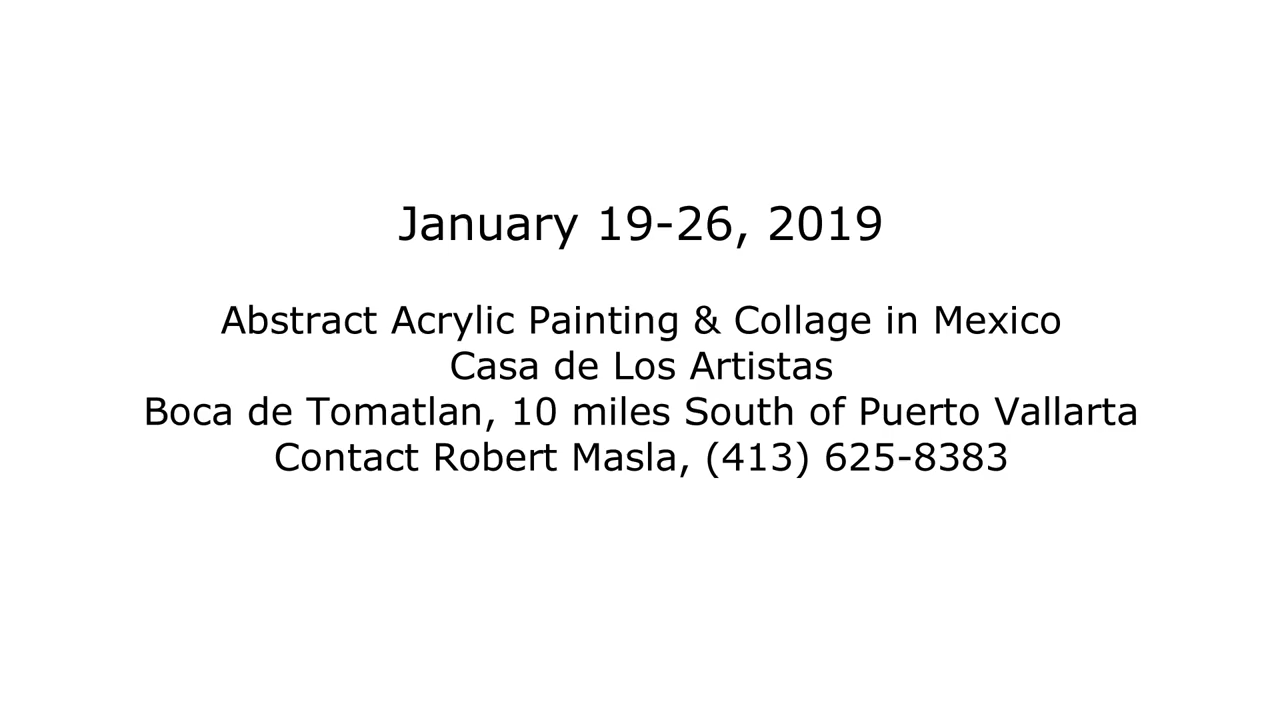 January 19-26, 2019
Abstract Acrylic Painting & Collage in Mexico
Casa de Los Artistas
Boca de Tomatlan, 10 miles South of Puerto Vallarta
Contact Robert Masla, (413) 625-8383